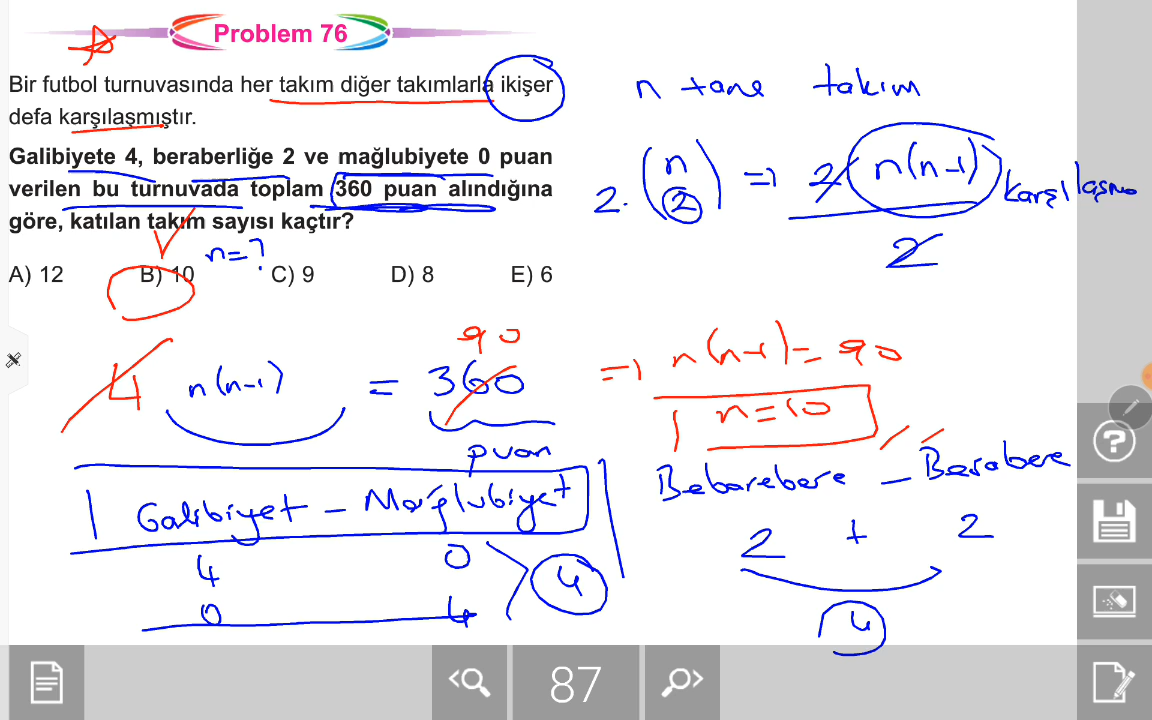 Problem 76
Bir futbol turnuvasında her takım diğer takımlarla ikişer
defa karşılaşmıştır.
Galibiyete 4, beraberliğe 2 ve mağlubiyete 0 puan
verilen bu turnuvada toplam 360 puan alındığına
göre, katılan takım sayısı kaçtır?
n=?
A) 12 B) 10 C) 9 D) 8 E) 6
n tane takım
2. (n 2) => 2 n(n-1) karşılaşma
2
4 n(n-1) = 360
90
puan
=> n(n-1) = 90
n=10
Galibiyet - Mağlubiyet
4 0
0 4
4
Bebarebere - Berabere
2 + 2
4
87
?